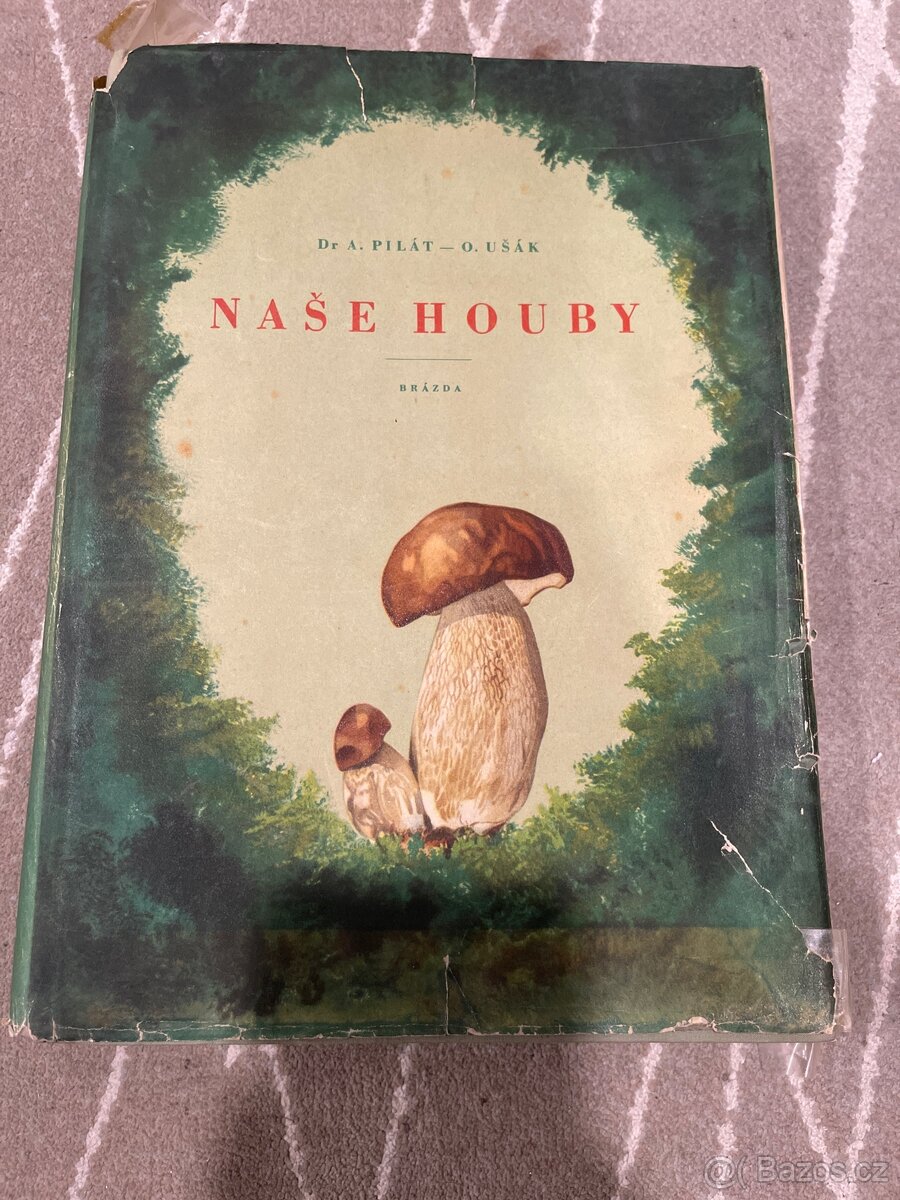 Dr A. PILÁT — O. UŠÁK
NAŠE HOUBY
BRÁZDA
Bazos.cz